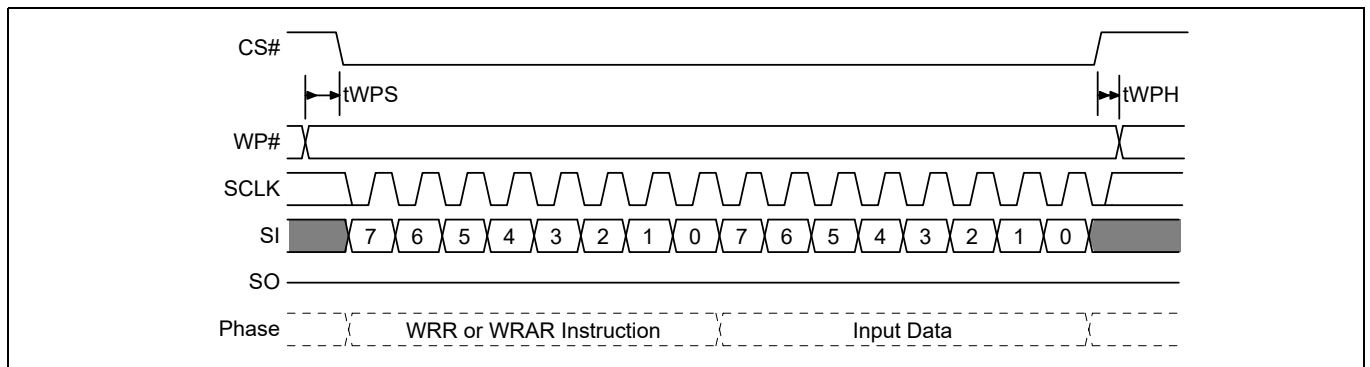 CS#
tWPS tWPH
WP#
SCLK
SI 7 6 5 4 3 2 1 0 7 6 5 4 3 2 1 0
SO
Phase WRR or WRAR Instruction Input Data